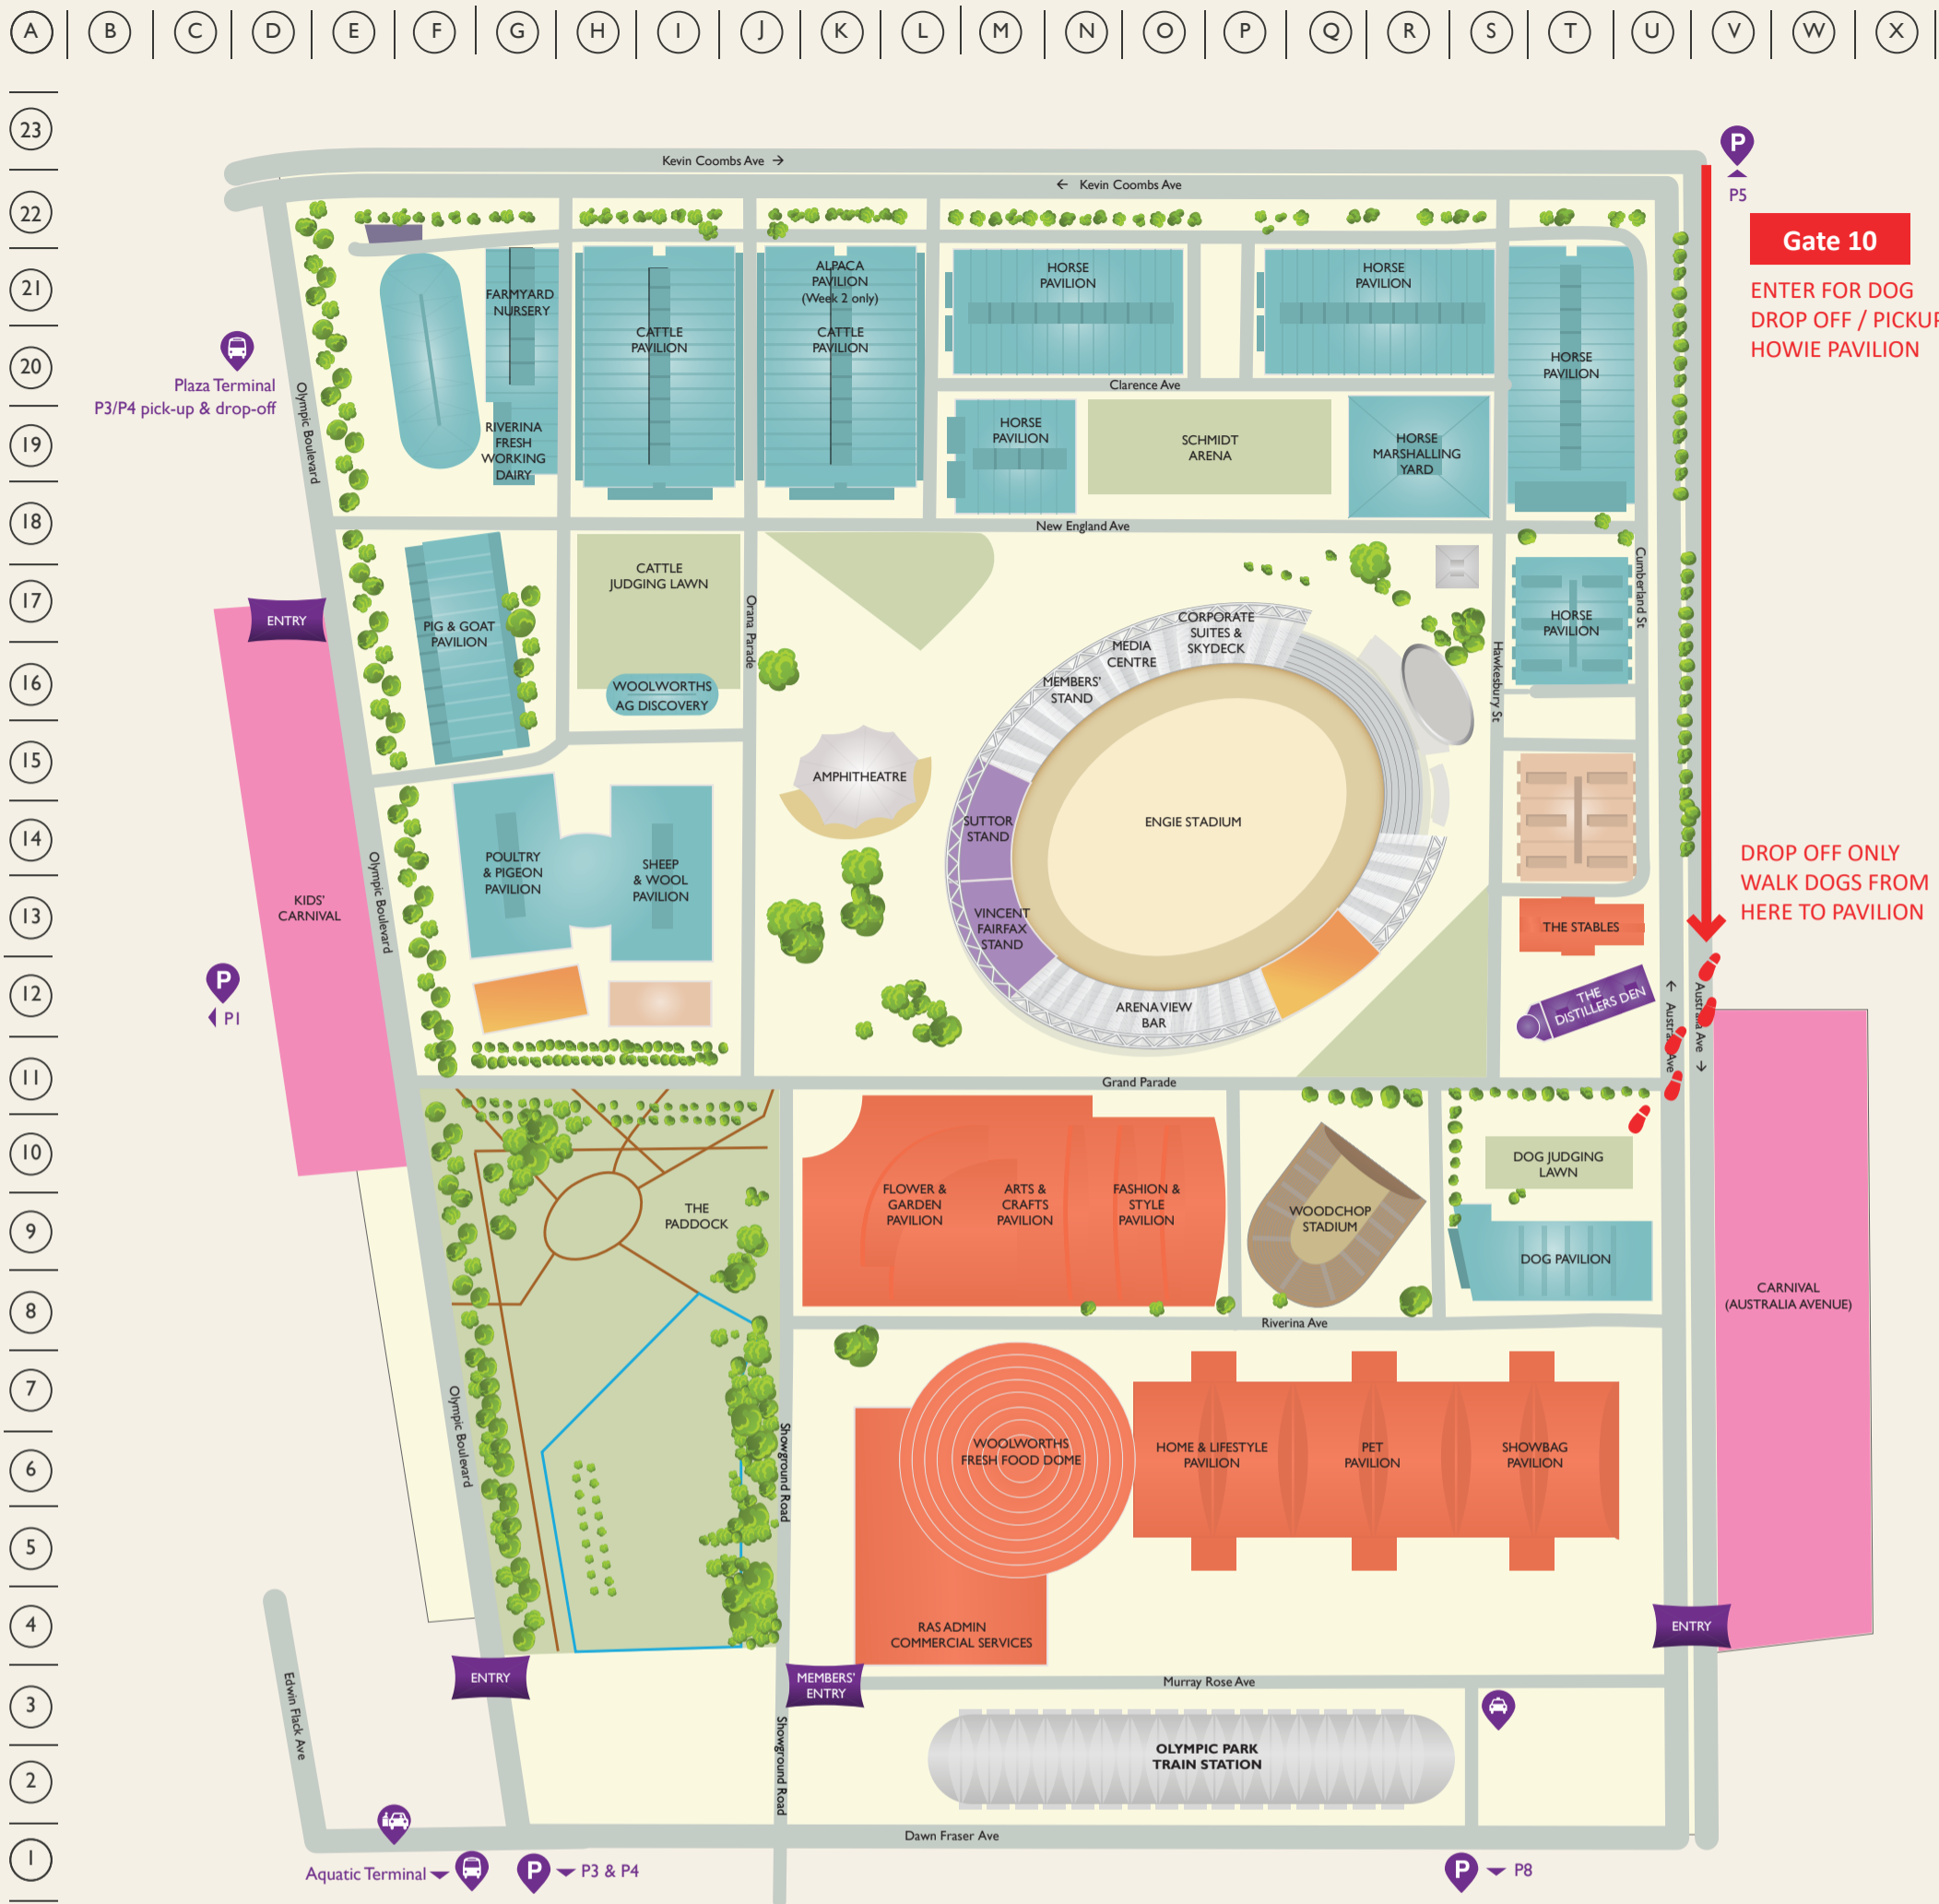 A B C D E F G H I J K L M N O P Q R S T U V W X
23
22
21
20
19
18
17
16
15
14
13
12
11
10
9
8
7
6
5
4
3
2
1
Kevin Coombs Ave →
← Kevin Coombs Ave
P
P5
Gate 10
ENTER FOR DOG
DROP OFF / PICKUP
HOWIE PAVILION
FARMYARD
NURSERY
CATTLE
PAVILION
ALPACA
PAVILION
(Week 2 only)
CATTLE
PAVILION
HORSE
PAVILION
HORSE
PAVILION
HORSE
PAVILION
Plaza Terminal
P3/P4 pick-up & drop-off
Olympic Boulevard
Clarence Ave
RIVERINA
FRESH
WORKING
DAIRY
HORSE
PAVILION
SCHMIDT
ARENA
HORSE
MARSHALLING
YARD
New England Ave
CATTLE
JUDGING LAWN
Orana Parade
Cumberland St
ENTRY
PIG & GOAT
PAVILION
HORSE
PAVILION
CORPORATE
SUITES &
SKYDECK
MEDIA
CENTRE
MEMBERS'
STAND
Hawkesbury St
WOOLWORTHS
AG DISCOVERY
AMPHITHEATRE
SUTTOR
STAND
ENGIE STADIUM
POULTRY
& PIGEON
PAVILION
SHEEP
& WOOL
PAVILION
Olympic Boulevard
KIDS'
CARNIVAL
VINCENT
FAIRFAX
STAND
THE STABLES
DROP OFF ONLY
WALK DOGS FROM
HERE TO PAVILION
P
P1
ARENA VIEW
BAR
THE
DISTILLERS DEN
← Australia Ave
Australia Ave →
Grand Parade
THE
PADDOCK
FLOWER &
GARDEN
PAVILION
ARTS &
CRAFTS
PAVILION
FASHION &
STYLE
PAVILION
WOODCHOP
STADIUM
DOG JUDGING
LAWN
DOG PAVILION
CARNIVAL
(AUSTRALIA AVENUE)
Riverina Ave
Olympic Boulevard
Showground Road
WOOLWORTHS
FRESH FOOD DOME
HOME & LIFESTYLE
PAVILION
PET
PAVILION
SHOWBAG
PAVILION
RAS ADMIN
COMMERCIAL SERVICES
ENTRY
ENTRY
MEMBERS'
ENTRY
Murray Rose Ave
Edwin Flack Ave
Showground Road
OLYMPIC PARK
TRAIN STATION
Dawn Fraser Ave
Aquatic Terminal
P
P3 & P4
P
P8